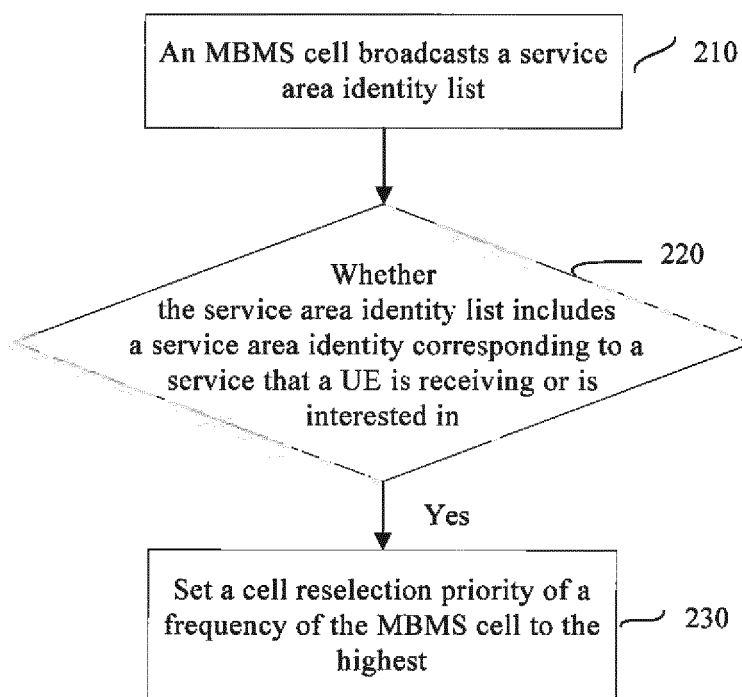 An MBMS cell broadcasts a service
area identity list
210
220
Whether
the service area identity list includes
a service area identity corresponding to a
service that a UE is receiving or is
interested in
Yes
Set a cell reselection priority of a
frequency of the MBMS cell to the
highest
230